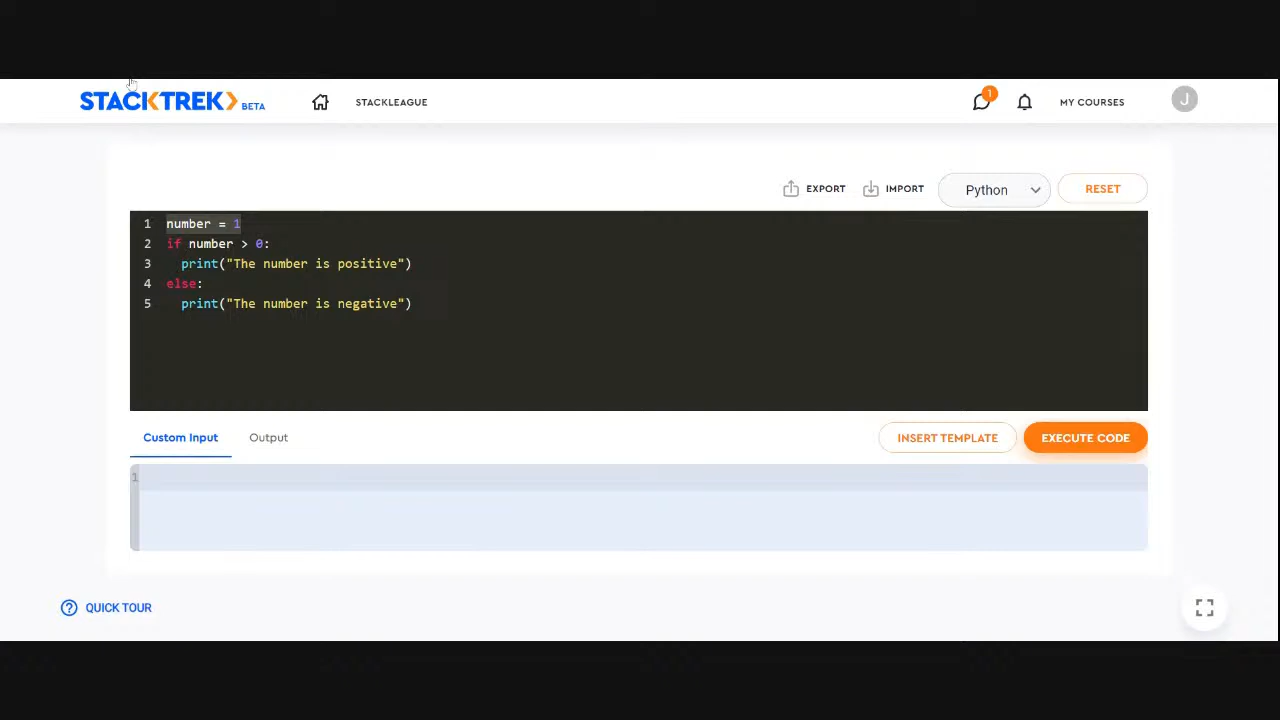 STACKTREK BETA
STACKLEAGUE
1
MY COURSES
J
EXPORT
IMPORT
Python
RESET
1 number = 1
2 if number > 0:
3   print("The number is positive")
4 else:
5   print("The number is negative")
Custom Input
Output
INSERT TEMPLATE
EXECUTE CODE
1
? QUICK TOUR